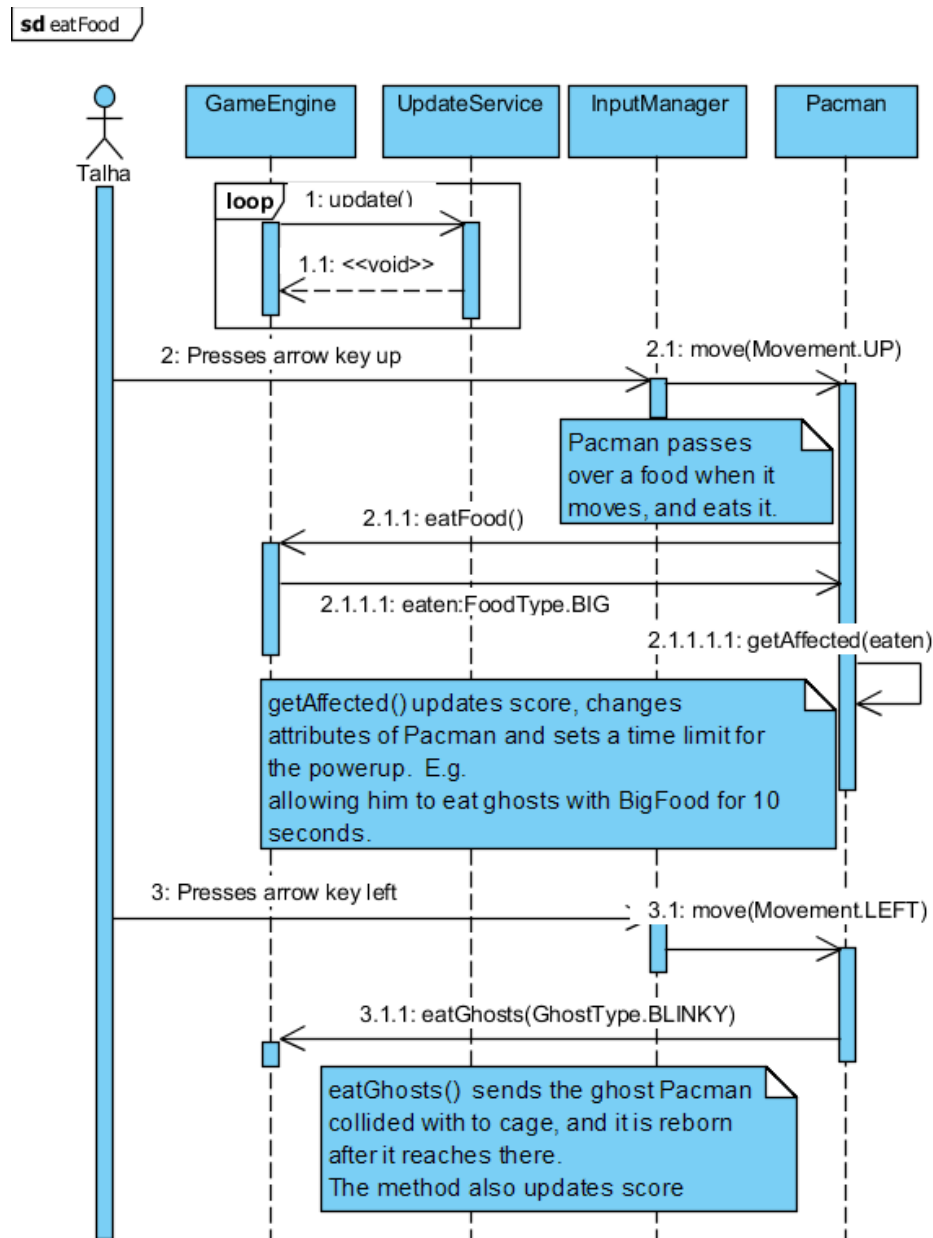 sd eatFood
Talha
GameEngine
UpdateService
InputManager
Pacman
loop
1: update()
1.1: <<void>>
2: Presses arrow key up
2.1: move(Movement.UP)
Pacman passes
over a food when it
moves, and eats it.
2.1.1: eatFood()
2.1.1.1: eaten:FoodType.BIG
2.1.1.1.1: getAffected(eaten)
getAffected() updates score, changes
attributes of Pacman and sets a time limit for
the powerup. E.g.
allowing him to eat ghosts with BigFood for 10
seconds.
3: Presses arrow key left
3.1: move(Movement.LEFT)
3.1.1: eatGhosts(GhostType.BLINKY)
eatGhosts() sends the ghost Pacman
collided with to cage, and it is reborn
after it reaches there.
The method also updates score